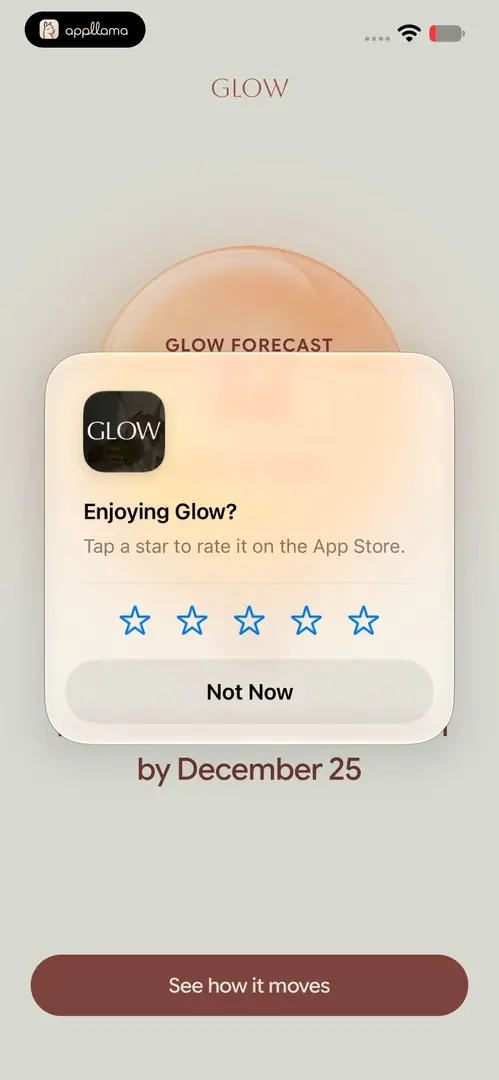 appllama
GLOW
GLOW FORECAST
GLOW
Enjoying Glow?
Tap a star to rate it on the App Store.
Not Now
by December 25
See how it moves